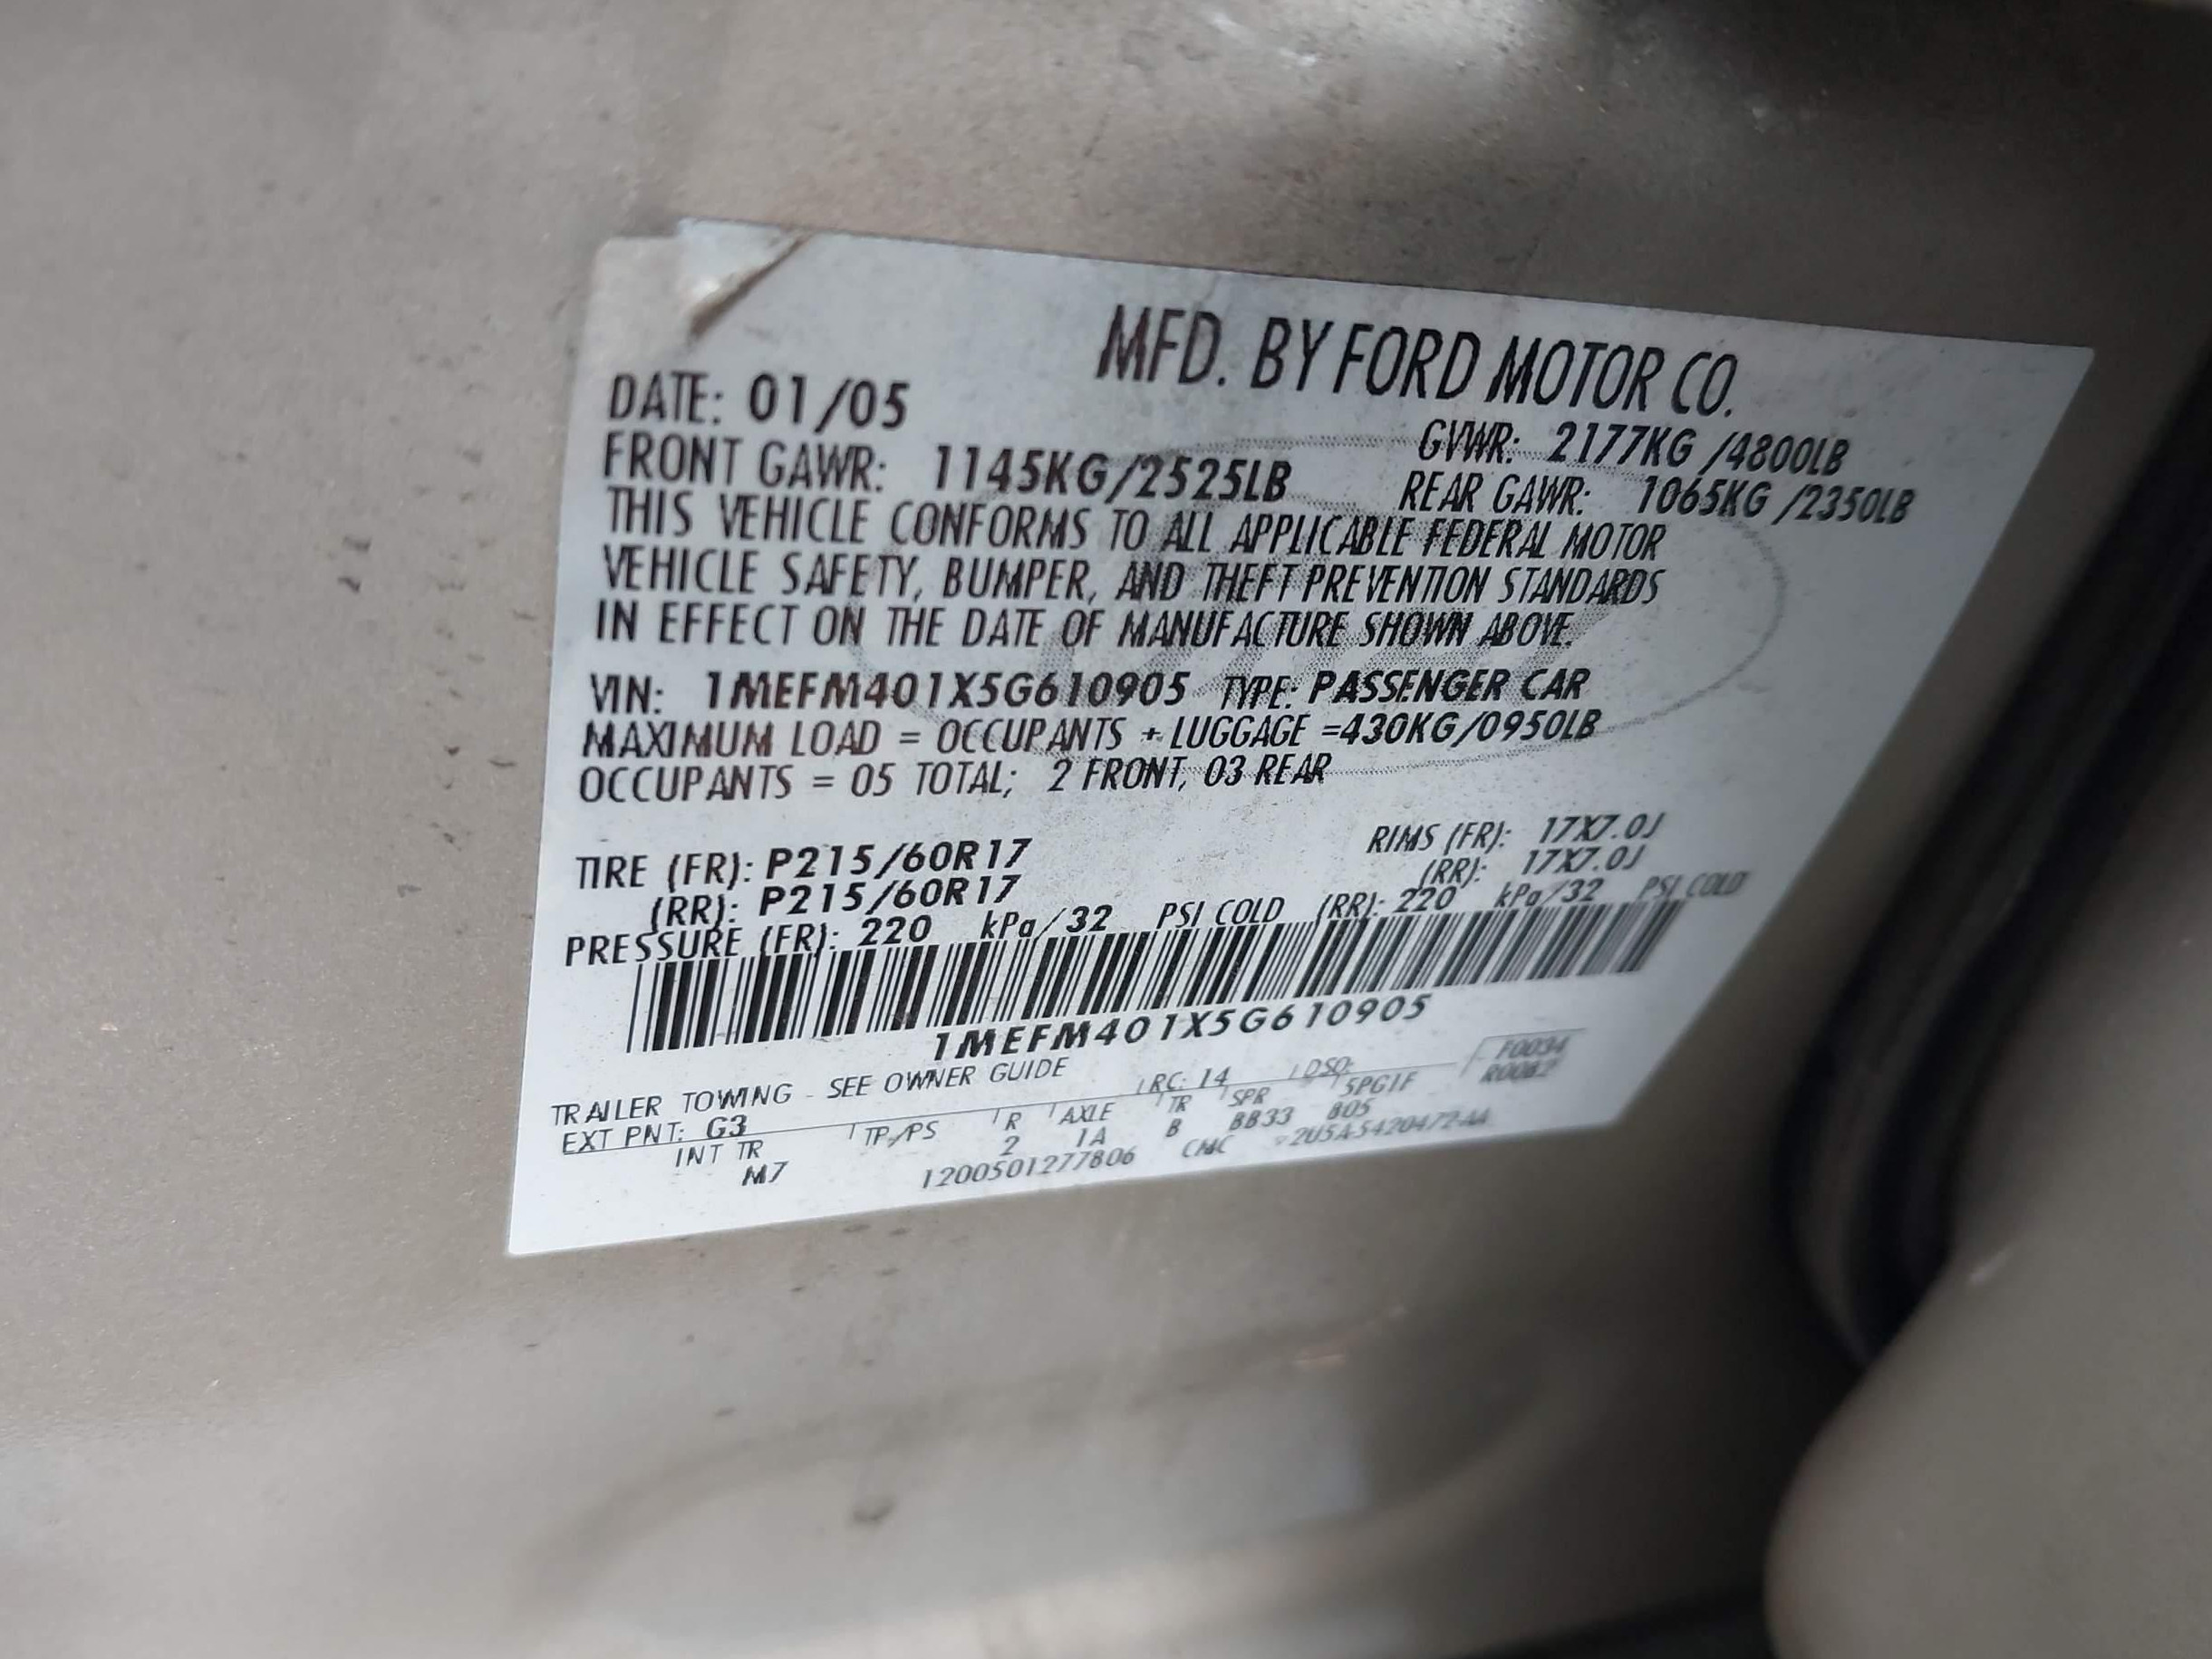 MFD. BY FORD MOTOR CO.
DATE: 01/05 GVWR: 2177KG /4800LB
FRONT GAWR: 1145KG/2525LB REAR GAWR: 1065KG /2350LB
THIS VEHICLE CONFORMS TO ALL APPLICABLE FEDERAL MOTOR
VEHICLE SAFETY, BUMPER, AND THEFT PREVENTION STANDARDS
IN EFFECT ON THE DATE OF MANUFACTURE SHOWN ABOVE.
VIN: 1MEFM401X5G610905 TYPE: PASSENGER CAR
MAXIMUM LOAD = OCCUPANTS + LUGGAGE =430KG/0950LB
OCCUPANTS = 05 TOTAL; 2 FRONT, 03 REAR
TIRE (FR): P215/60R17 RIMS (FR): 17X7.0J
(RR): P215/60R17 (RR): 17X7.0J
PRESSURE (FR): 220 kPa/32 PSI COLD (RR): 220 kPa/32 PSI COLD
1MEFM401X5G610905
TRAILER TOWING - SEE OWNER GUIDE F0094
EXT PNT: G3 RC: 14 DSO: R0062
INT TR TP/PS R AXLE TR SPR SPGIF
M7 2 1A B BB33 805
1200501277806 CMC 2U5A-5420472-AA